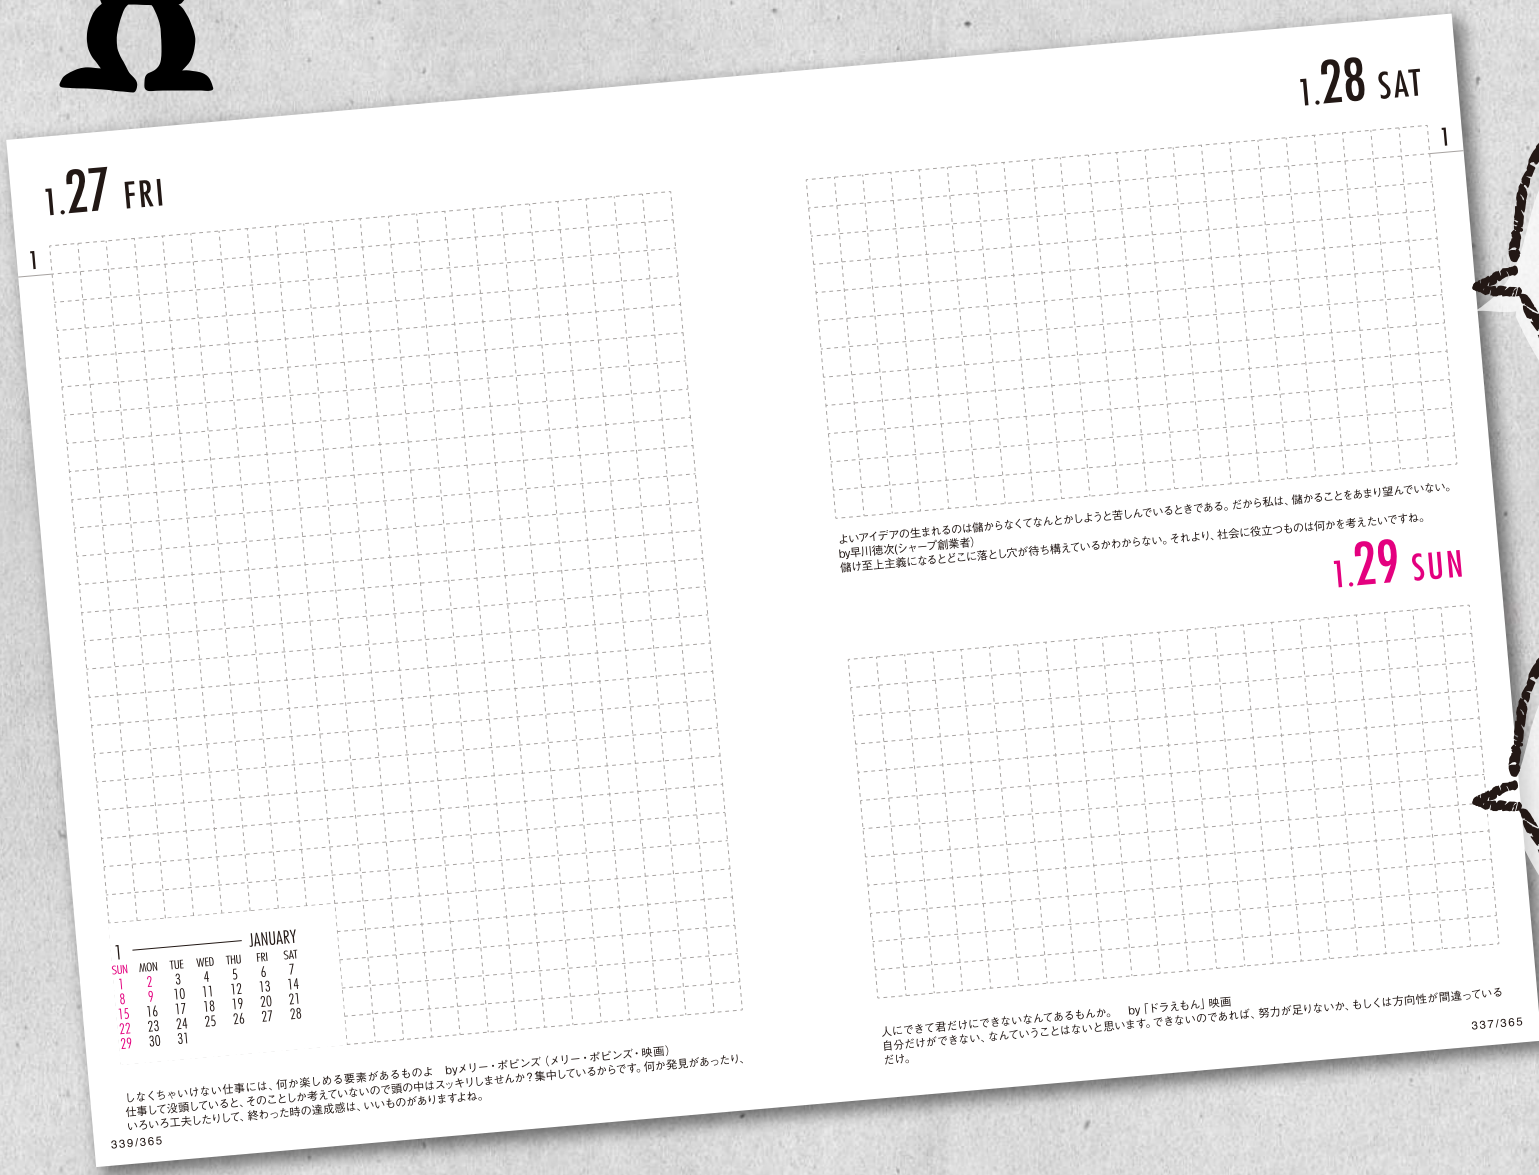 1.27 FRI
1
1 JANUARY
SUN MON TUE WED THU FRI SAT
1 2 3 4 5 6 7
8 9 10 11 12 13 14
15 16 17 18 19 20 21
22 23 24 25 26 27 28
29 30 31
しなくちゃいけない仕事には、何か楽しめる要素があるものよ　byメリー・ポピンズ（メリー・ポピンズ・映画）
仕事して没頭していると、そのことしか考えていないので頭の中はスッキリしませんか？集中しているからです。何か発見があったり、
いろいろ工夫したりして、終わった時の達成感は、いいものがありますよね。
339/365
1.28 SAT
1
よいアイデアの生まれるのは儲からなくてなんとかしようと苦しんでいるときである。だから私は、儲かることをあまり望んでいない。
by早川徳次(シャープ創業者)
儲け至上主義になるとどこに落とし穴が待ち構えているかわからない。それより、社会に役立つものは何かを考えたいですね。
1.29 SUN
人にできて君だけにできないなんてあるもんか。　by「ドラえもん」映画
自分だけができない、なんていうことはないと思います。できないのであれば、努力が足りないか、もしくは方向性が間違っている
だけ。
337/365